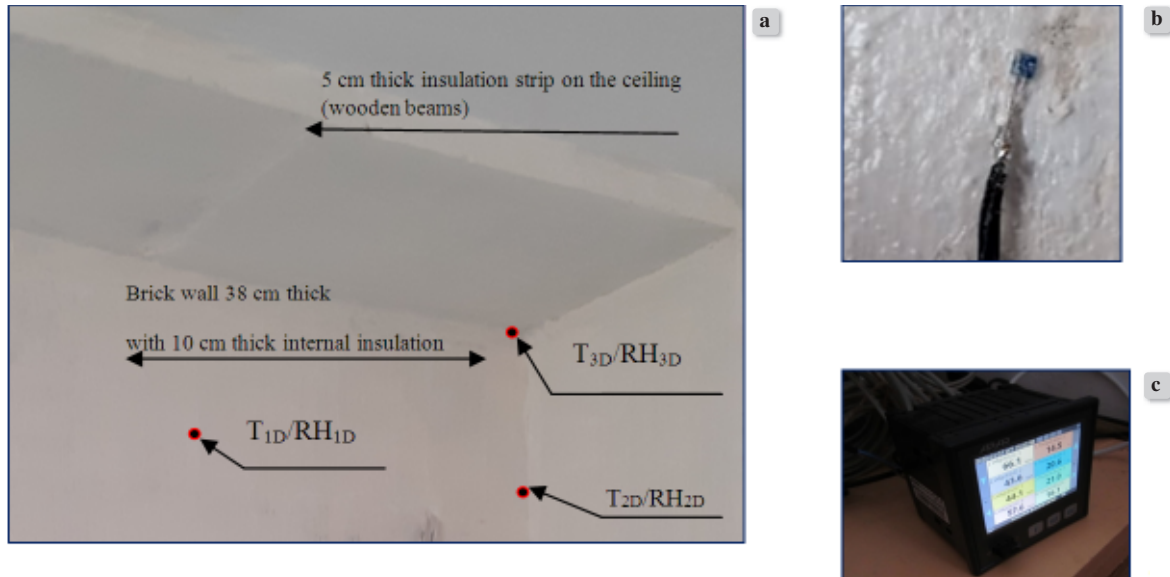 a
5 cm thick insulation strip on the ceiling
(wooden beams)
Brick wall 38 cm thick
with 10 cm thick internal insulation
T3D/RH3D
T1D/RH1D
T2D/RH2D
b
c